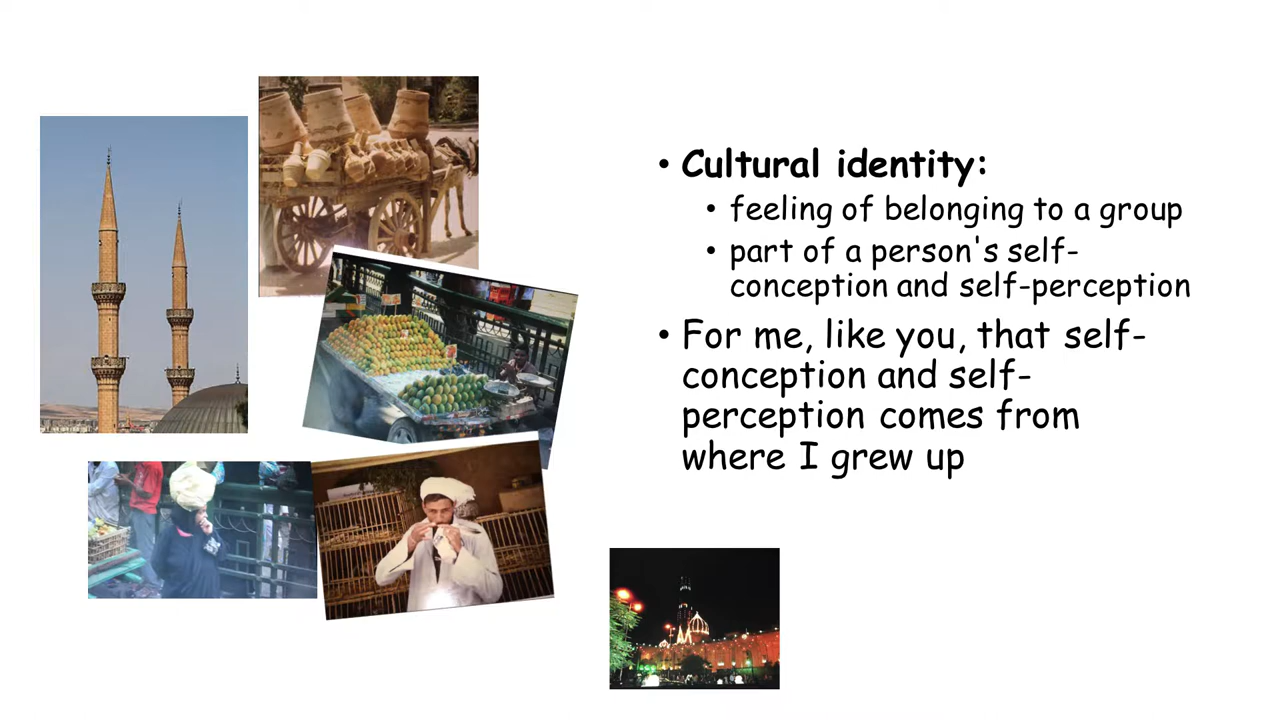 • Cultural identity:
• feeling of belonging to a group
• part of a person's self-
conception and self-perception
• For me, like you, that self-
conception and self-
perception comes from
where I grew up